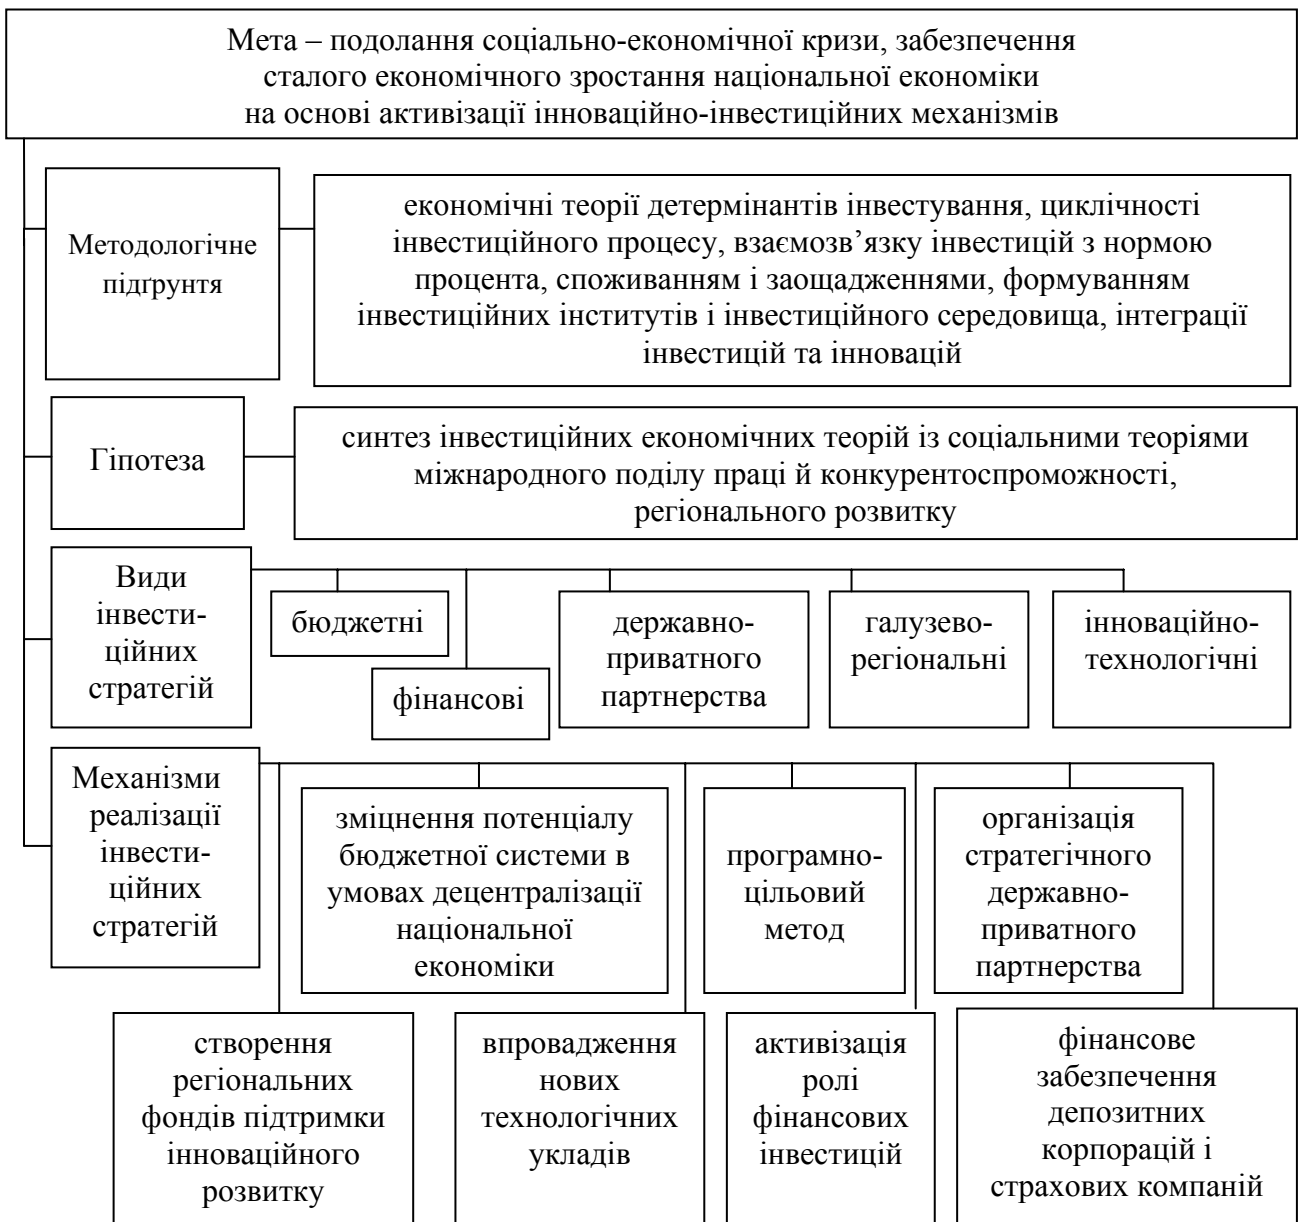 Мета – подолання соціально-економічної кризи, забезпечення
сталого економічного зростання національної економіки
на основі активізації інноваційно-інвестиційних механізмів
Методологічне
підґрунтя
економічні теорії детермінантів інвестування, циклічності
інвестиційного процесу, взаємозв’язку інвестицій з нормою
процента, споживанням і заощадженнями, формуванням
інвестиційних інститутів і інвестиційного середовища, інтеграції
інвестицій та інновацій
Гіпотеза
синтез інвестиційних економічних теорій із соціальними теоріями
міжнародного поділу праці й конкурентоспроможності,
регіонального розвитку
Види
інвести-
ційних
стратегій
бюджетні
фінансові
державно-
приватного
партнерства
галузево-
регіональні
інноваційно-
технологічні
Механізми
реалізації
інвести-
ційних
стратегій
зміцнення потенціалу
бюджетної системи в
умовах децентралізації
національної
економіки
програмно-
цільовий
метод
організація
стратегічного
державно-
приватного
партнерства
створення
регіональних
фондів підтримки
інноваційного
розвитку
впровадження
нових
технологічних
укладів
активізація
ролі
фінансових
інвестицій
фінансове
забезпечення
депозитних
корпорацій і
страхових компаній